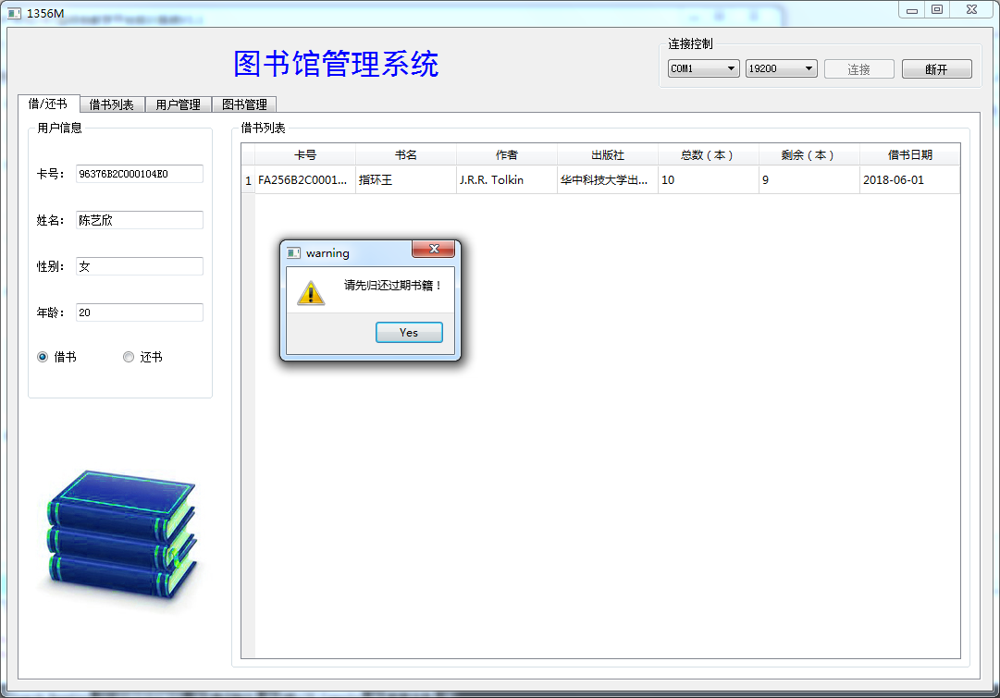 1356M
图书馆管理系统
连接控制
COM1 19200 连接 断开
借/还书 借书列表 用户管理 图书管理
用户信息
卡号： 96376B2C000104E0
姓名： 陈艺欣
性别： 女
年龄： 20
借书 还书
借书列表
卡号 书名 作者 出版社 总数（本） 剩余（本） 借书日期
1 FA256B2C0001... 指环王 J.R.R. Tolkin 华中科技大学出... 10 9 2018-06-01
warning
请先归还过期书籍！
Yes